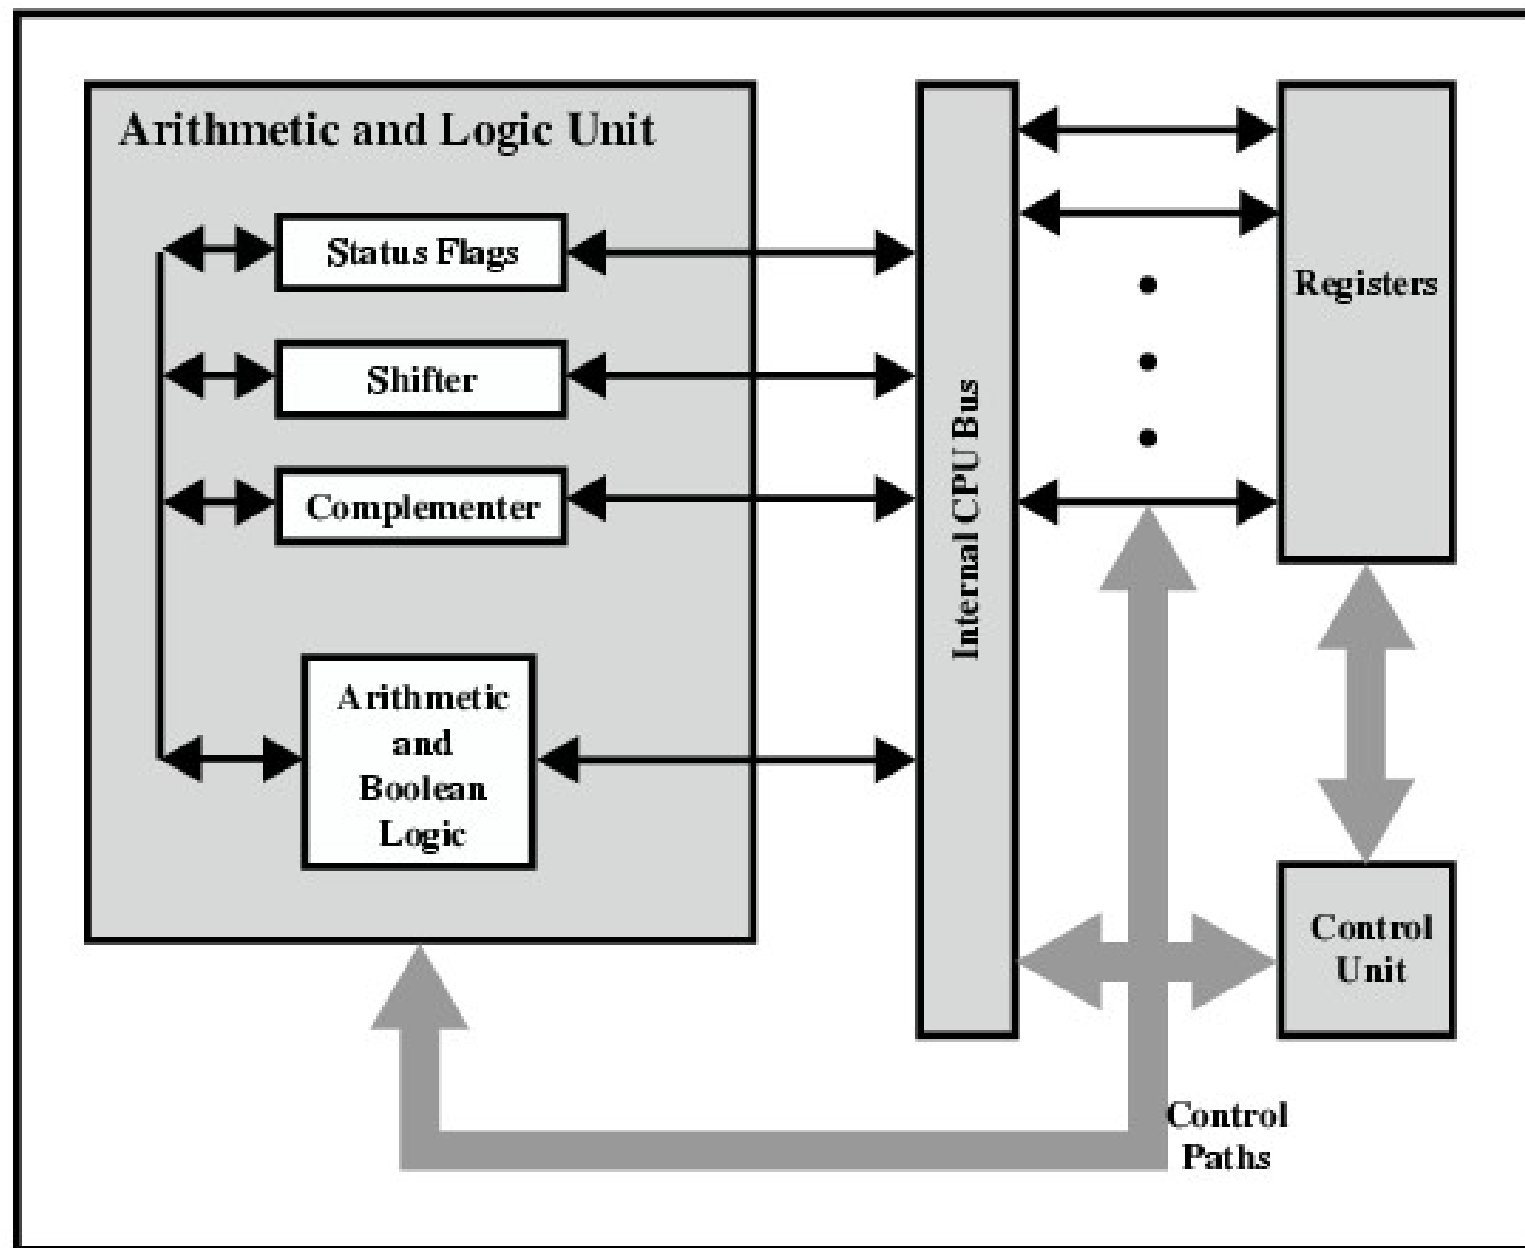 Arithmetic and Logic Unit
Status Flags
Shifter
Complementer
Arithmetic
and
Boolean
Logic
Internal CPU Bus
Registers
Control
Unit
Control
Paths